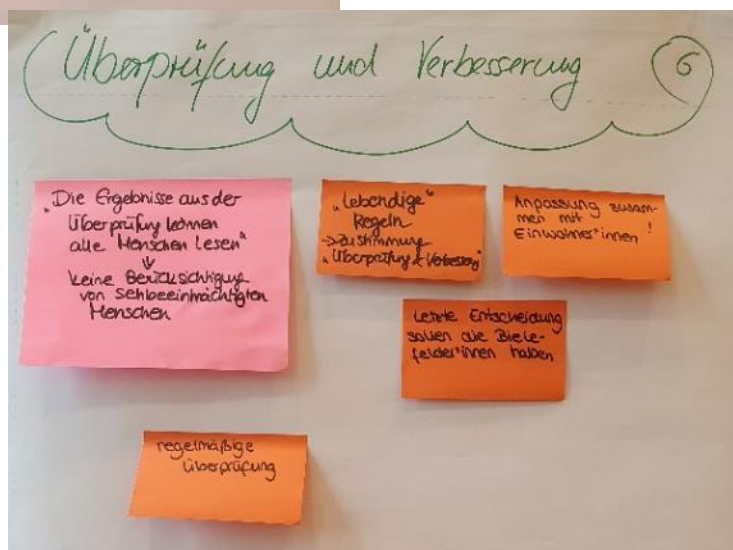 Überprüfung und Verbesserung 6
"Die Ergebnisse aus der
Überprüfung können
alle Menschen lesen"
↓
keine Berücksichtigung
von sehbeeinträchtigten
Menschen
"Lebendige"
Regeln
→ Zustimmung
"Überprüfung & Verbesserung"
Anpassung zusam-
men mit
Einwohner*innen !
Letzte Entscheidung
sollen die Biele-
felder*innen haben
regelmäßige
Überprüfung